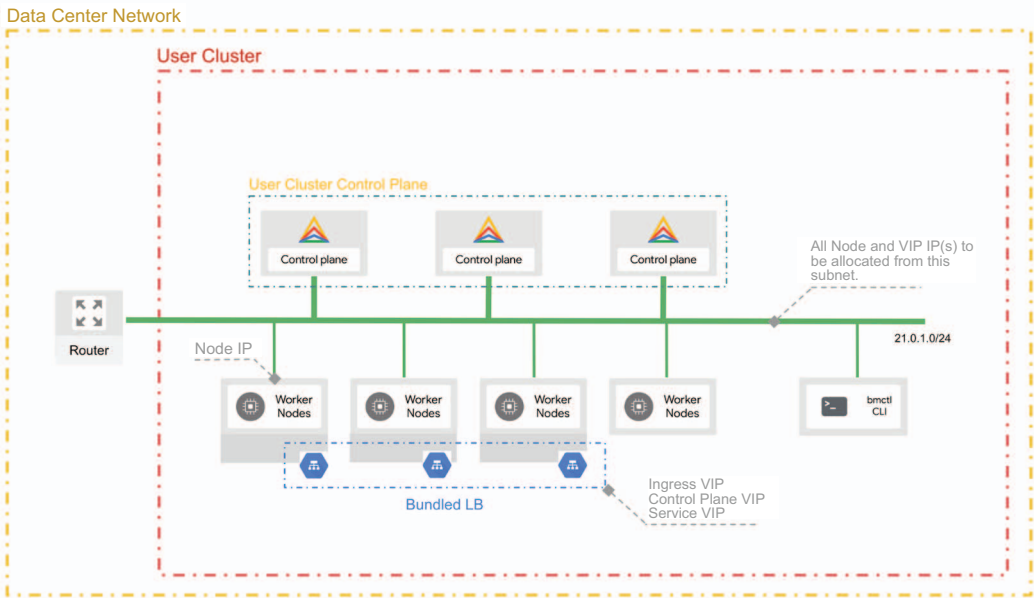 Data Center Network
User Cluster
User Cluster Control Plane
Control plane
Control plane
Control plane
All Node and VIP IP(s) to
be allocated from this
subnet.
Router
21.0.1.0/24
Node IP
Worker
Nodes
Worker
Nodes
Worker
Nodes
Worker
Nodes
>_
bmctl
CLI
Bundled LB
Ingress VIP
Control Plane VIP
Service VIP